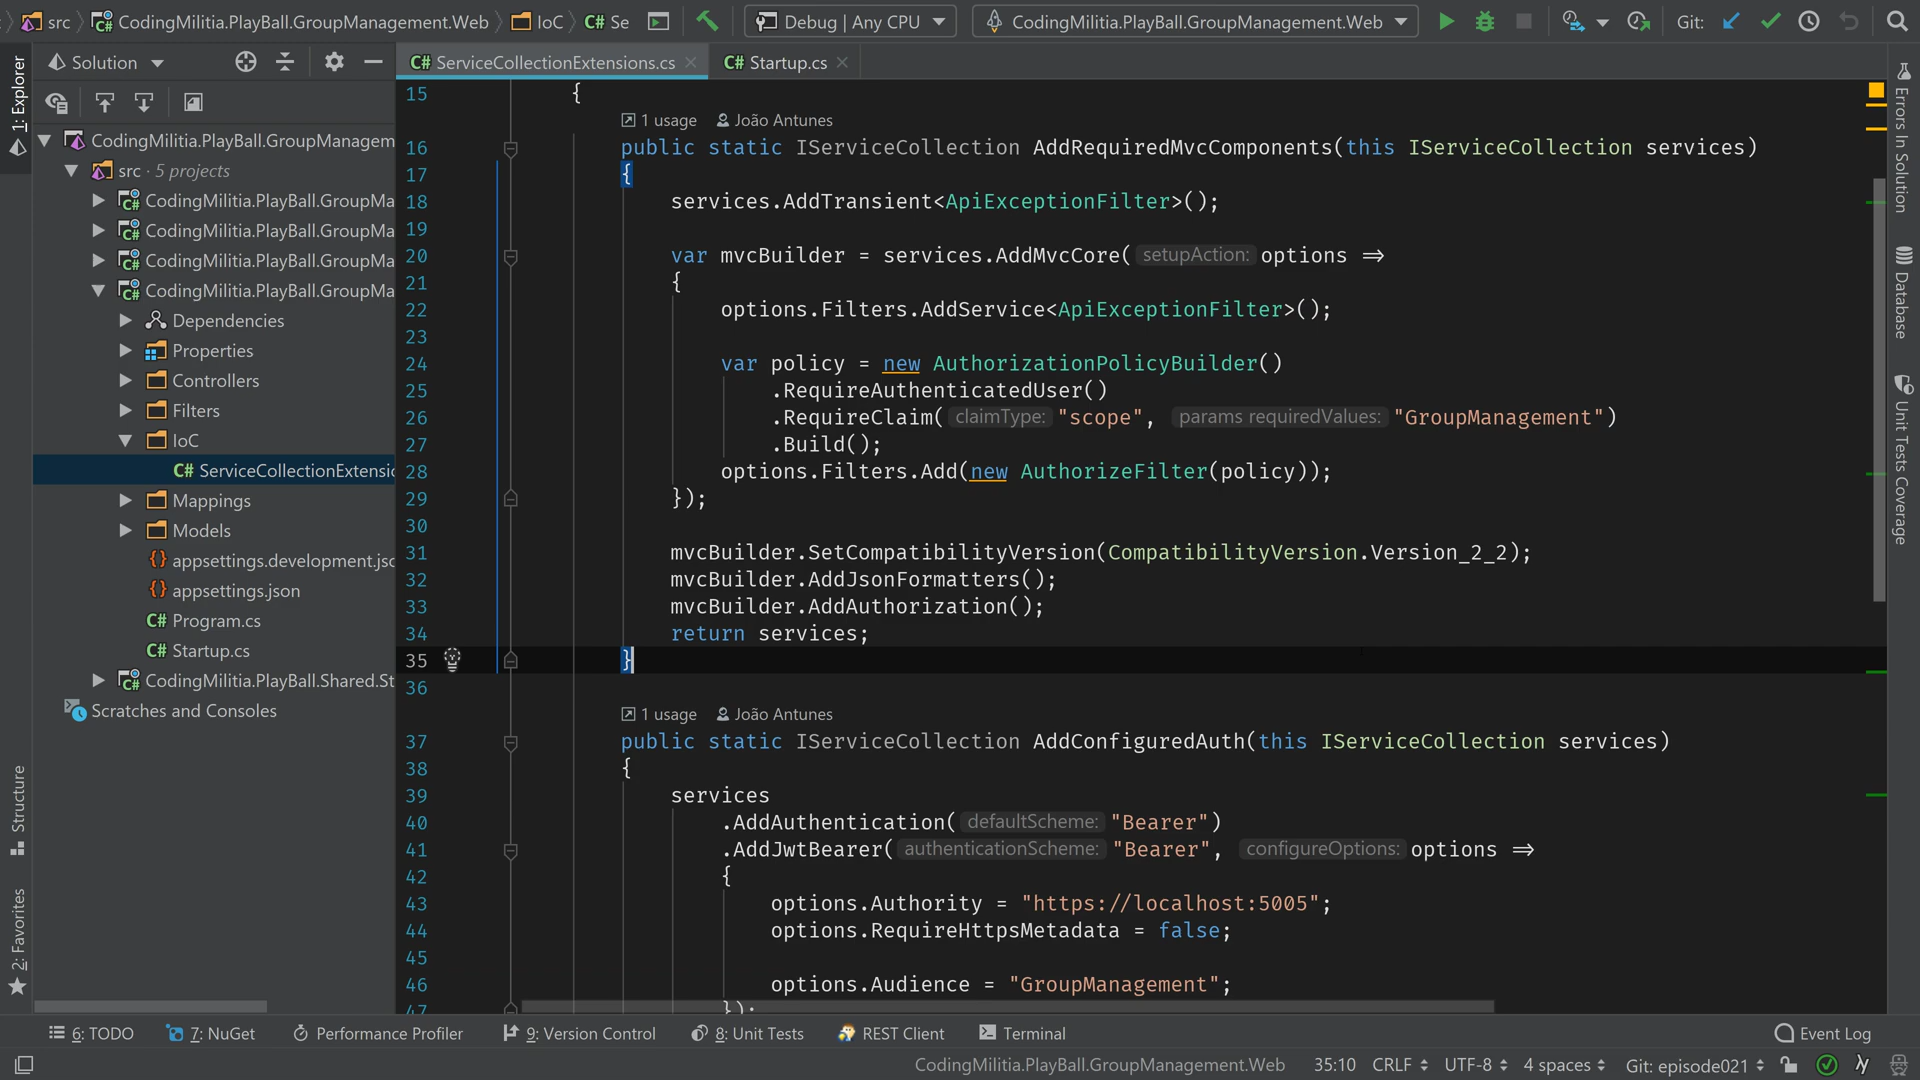 src
CodingMilitia.PlayBall.GroupManagement.Web
IoC
C# Se
Debug | Any CPU
CodingMilitia.PlayBall.GroupManagement.Web
Git:
1: Explorer
Solution
C# ServiceCollectionExtensions.cs
C# Startup.cs
CodingMilitia.PlayBall.GroupManagem
src · 5 projects
CodingMilitia.PlayBall.GroupMa
CodingMilitia.PlayBall.GroupMa
CodingMilitia.PlayBall.GroupMa
CodingMilitia.PlayBall.GroupMa
Dependencies
Properties
Controllers
Filters
IoC
C# ServiceCollectionExtensio
Mappings
Models
{} appsettings.development.jsc
{} appsettings.json
C# Program.cs
C# Startup.cs
CodingMilitia.PlayBall.Shared.St
Scratches and Consoles
Structure
2: Favorites
15 {
1 usage João Antunes
16 public static IServiceCollection AddRequiredMvcComponents(this IServiceCollection services)
17 {
18 services.AddTransient<ApiExceptionFilter>();
19
20 var mvcBuilder = services.AddMvcCore( setupAction: options =>
21 {
22 options.Filters.AddService<ApiExceptionFilter>();
23
24 var policy = new AuthorizationPolicyBuilder()
25 .RequireAuthenticatedUser()
26 .RequireClaim( claimType: "scope", params requiredValues: "GroupManagement")
27 .Build();
28 options.Filters.Add(new AuthorizeFilter(policy));
29 });
30
31 mvcBuilder.SetCompatibilityVersion(CompatibilityVersion.Version_2_2);
32 mvcBuilder.AddJsonFormatters();
33 mvcBuilder.AddAuthorization();
34 return services;
35 }
36
1 usage João Antunes
37 public static IServiceCollection AddConfiguredAuth(this IServiceCollection services)
38 {
39 services
40 .AddAuthentication( defaultScheme: "Bearer")
41 .AddJwtBearer( authenticationScheme: "Bearer", configureOptions: options =>
42 {
43 options.Authority = "https://localhost:5005";
44 options.RequireHttpsMetadata = false;
45
46 options.Audience = "GroupManagement";
47 });
Errors In Solution
Database
Unit Tests Coverage
6: TODO
7: NuGet
Performance Profiler
9: Version Control
8: Unit Tests
REST Client
Terminal
Event Log
CodingMilitia.PlayBall.GroupManagement.Web
35:10
CRLF
UTF-8
4 spaces
Git: episode021